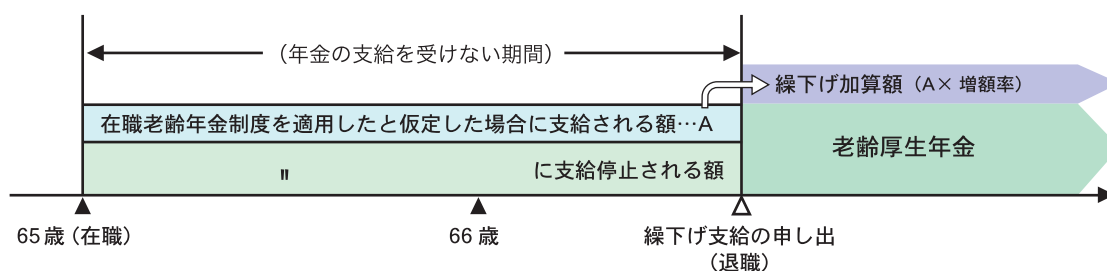 （年金の支給を受けない期間）
繰下げ加算額（A× 増額率）
在職老齢年金制度を適用したと仮定した場合に支給される額…A
老齢厚生年金
〃 に支給停止される額
65歳（在職）
66歳
繰下げ支給の申し出
（退職）